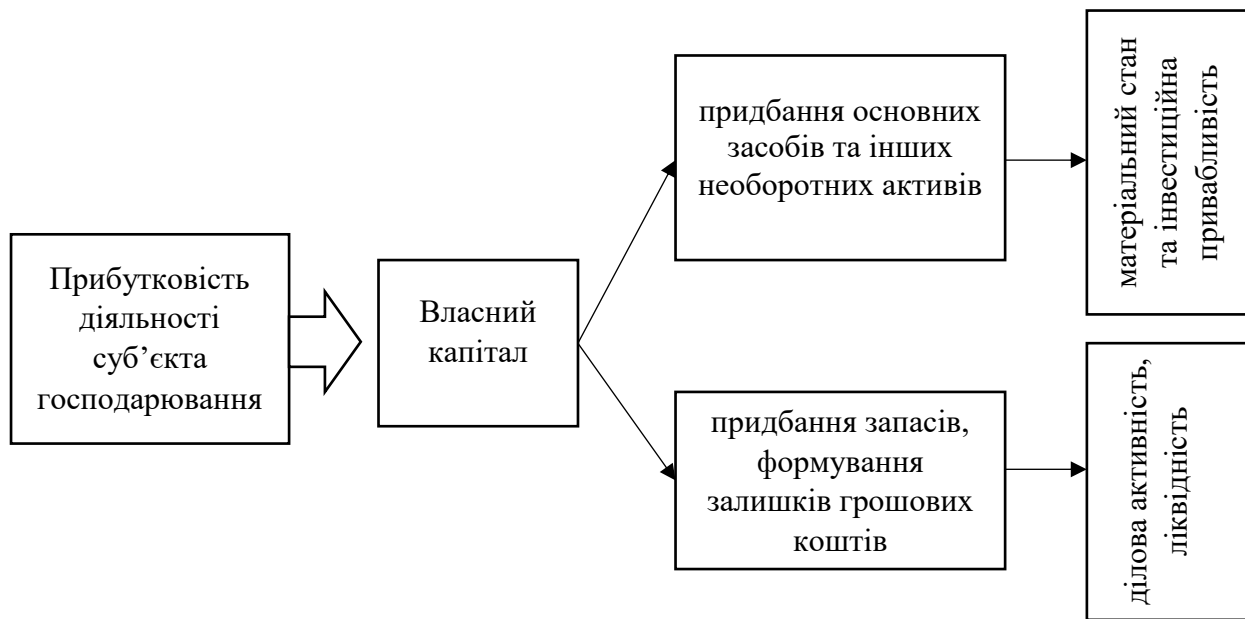 Прибутковість
діяльності
суб’єкта
господарювання
Власний
капітал
придбання основних
засобів та інших
необоротних активів
матеріальний стан
та інвестиційна
привабливість
придбання запасів,
формування
залишків грошових
коштів
ділова активність,
ліквідність